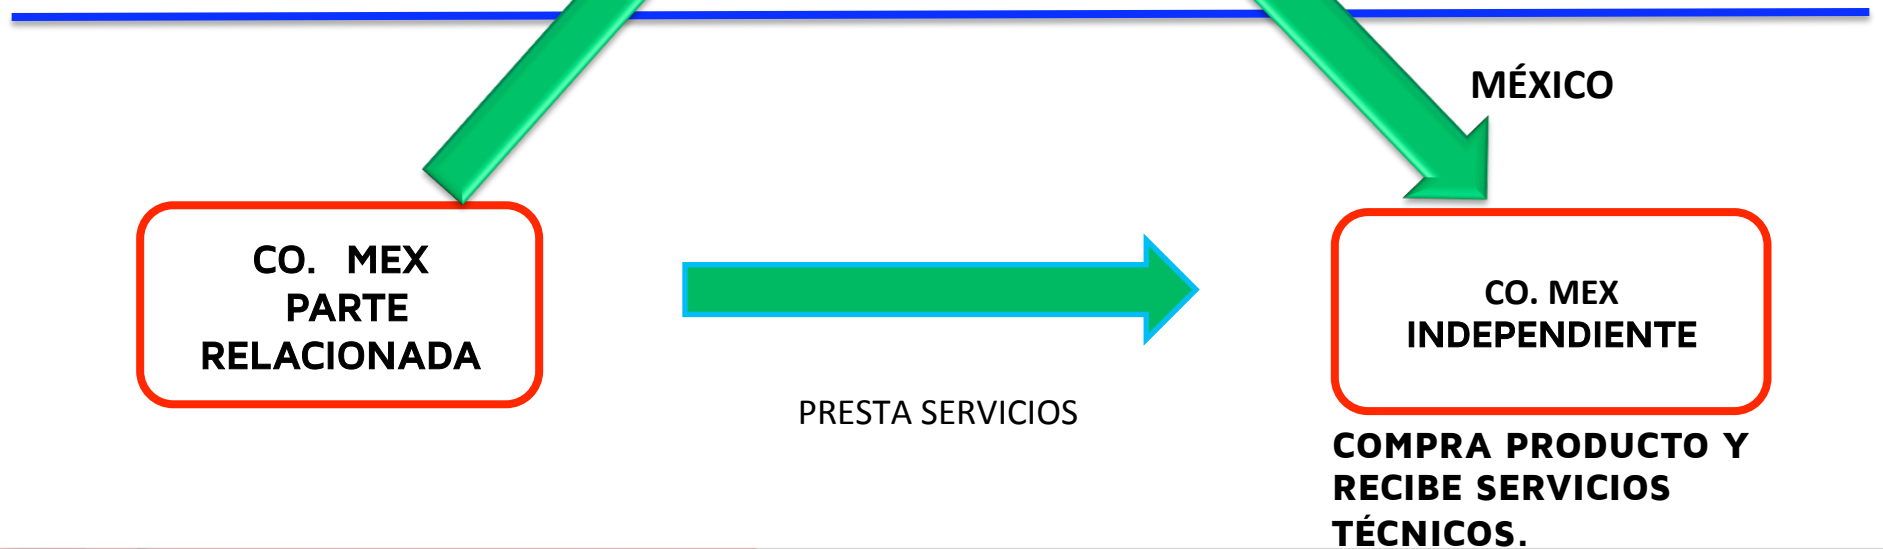 MÉXICO
CO. MEX
PARTE
RELACIONADA
CO. MEX
INDEPENDIENTE
PRESTA SERVICIOS
COMPRA PRODUCTO Y
RECIBE SERVICIOS
TÉCNICOS.